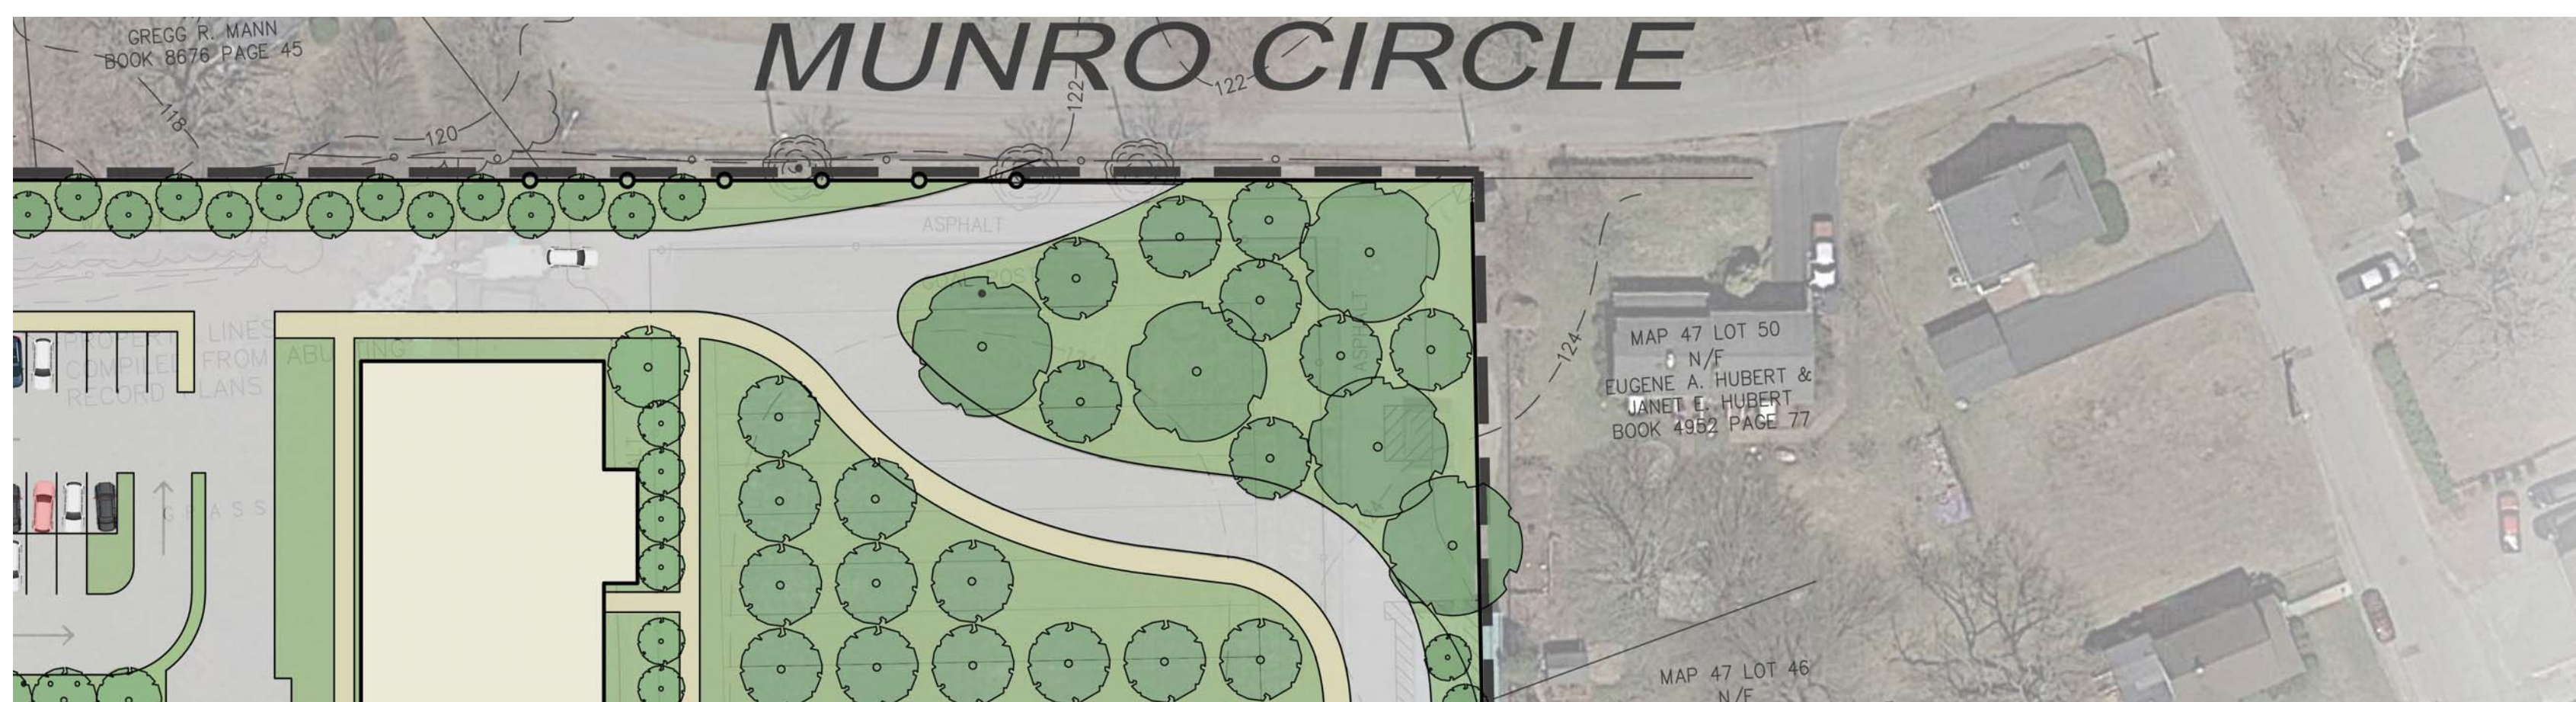 GREGG R. MANN
BOOK 8676 PAGE 45
MUNRO CIRCLE
118
120
122
122
ASPHALT
ASPHALT
124
MAP 47 LOT 50
N/F
EUGENE A. HUBERT &
JANET E. HUBERT
BOOK 4952 PAGE 77
PROPERTY LINES
COMPILED FROM ABUTTING
RECORD PLANS
GRASS
MAP 47 LOT 46
N/F